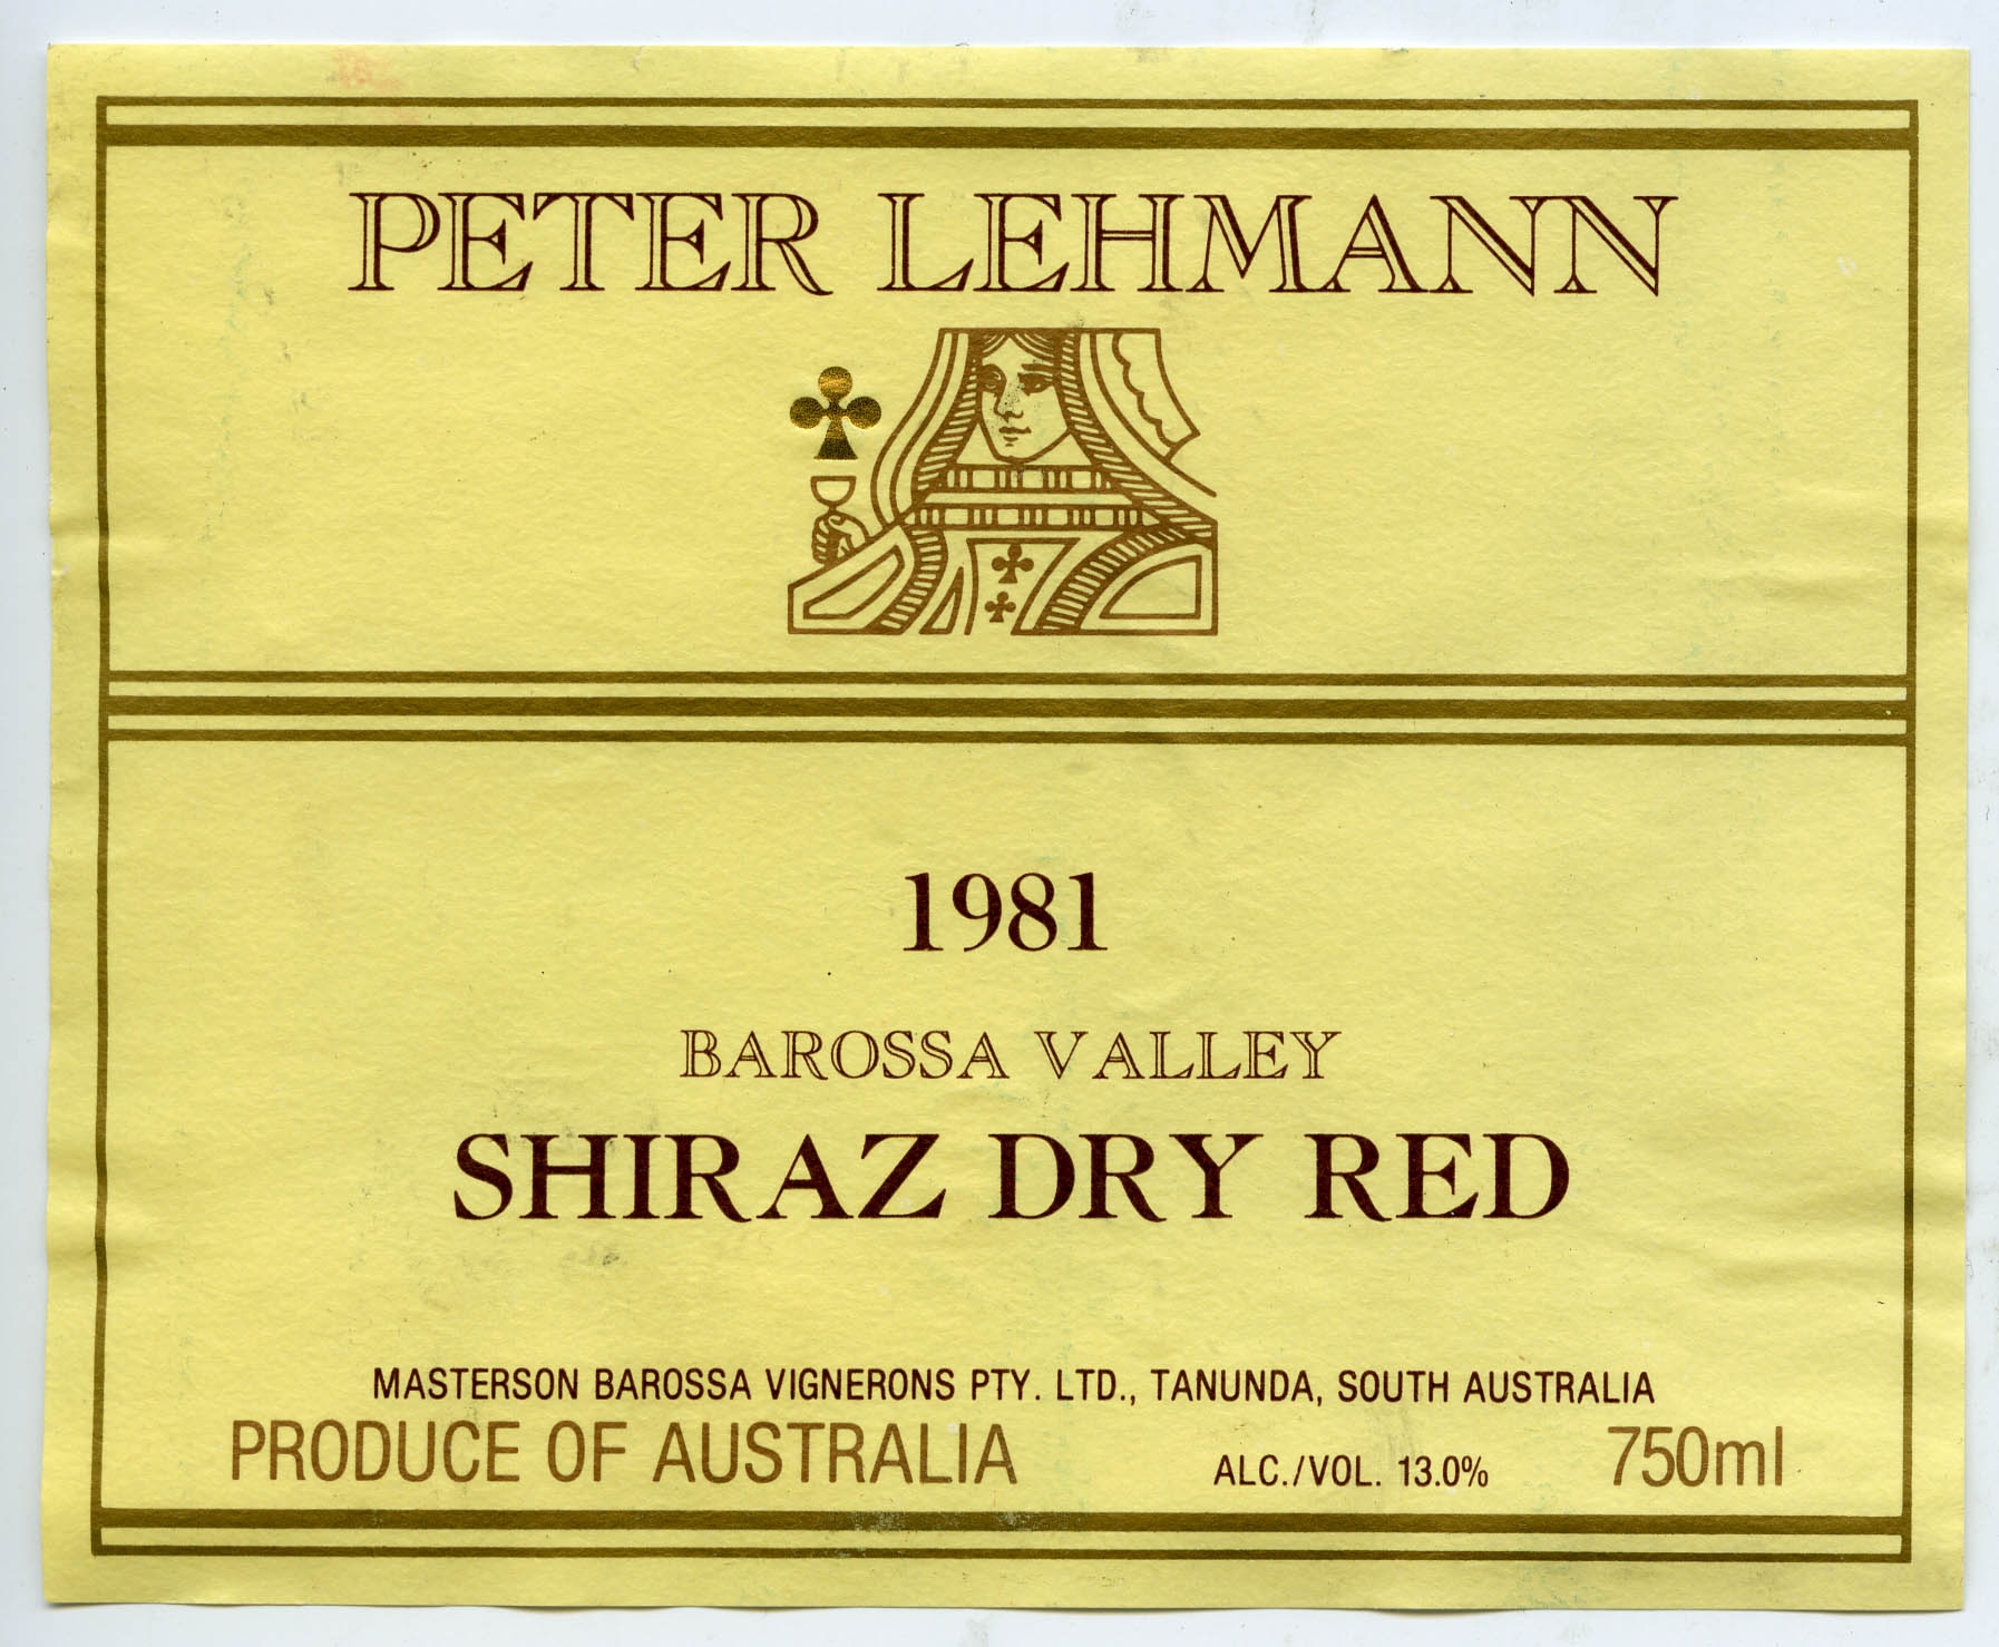 PETER LEHMANN
1981
BAROSSA VALLEY
SHIRAZ DRY RED
MASTERSON BAROSSA VIGNERONS PTY. LTD., TANUNDA, SOUTH AUSTRALIA
PRODUCE OF AUSTRALIA ALC./VOL. 13.0% 750ml